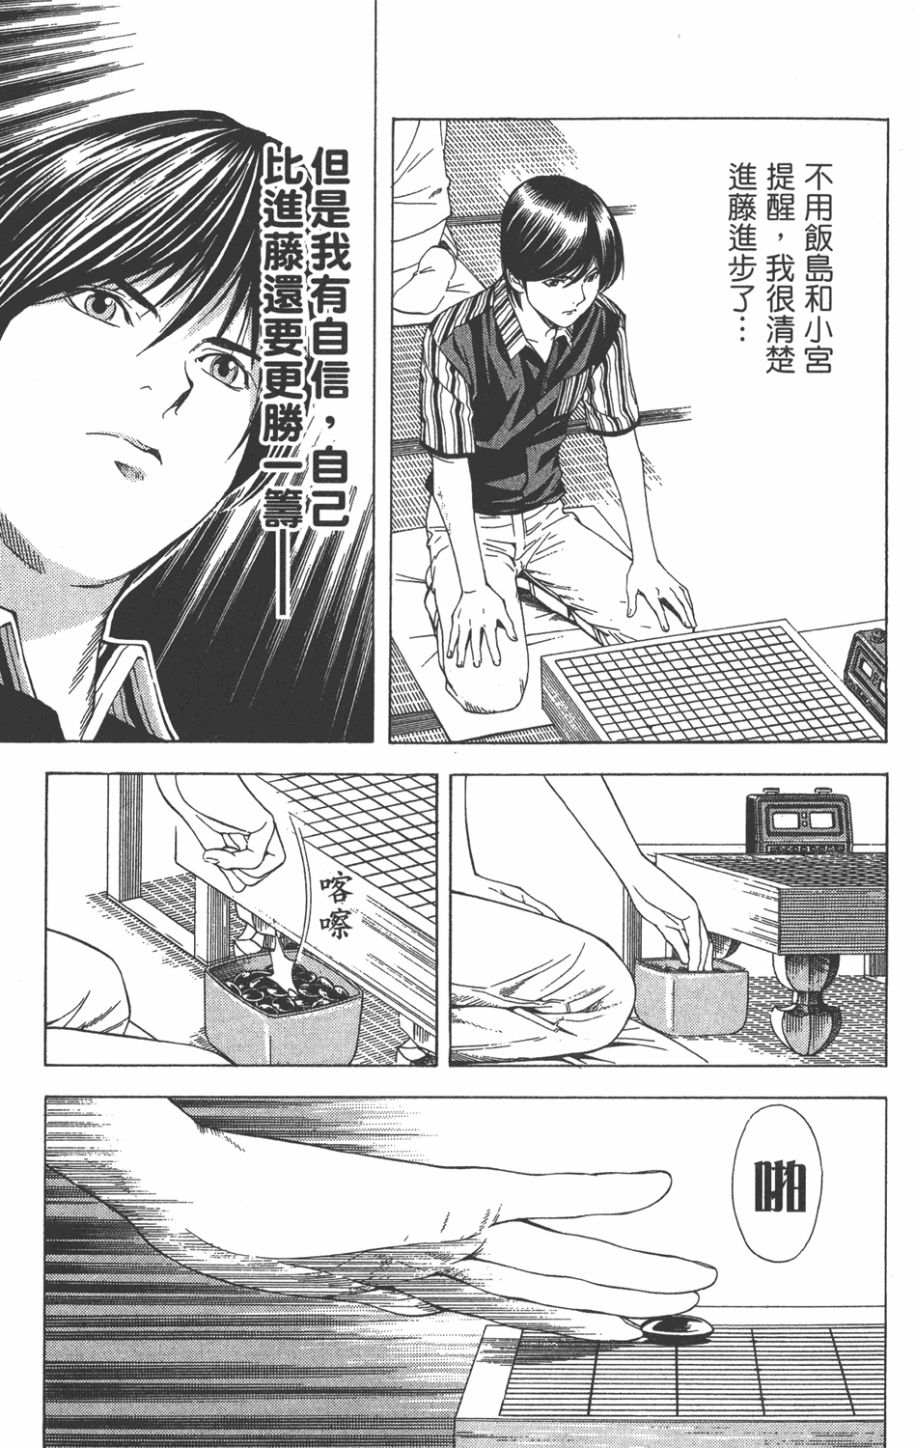 不用飯島和小宮
提醒，我很清楚
進藤進步了…
但是我有自信，自己
比進藤還要更勝一籌——
喀嚓
啪